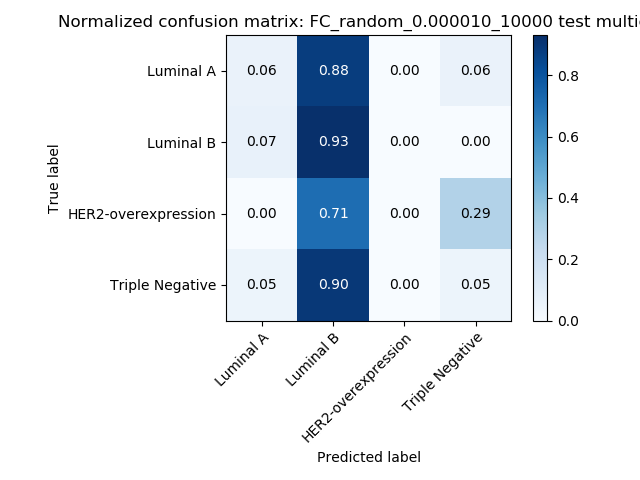 Normalized confusion matrix: FC_random_0.000010_10000 test multi
True label
Luminal A 0.06 0.88 0.00 0.06
Luminal B 0.07 0.93 0.00 0.00
HER2-overexpression 0.00 0.71 0.00 0.29
Triple Negative 0.05 0.90 0.00 0.05
Luminal A
Luminal B
HER2-overexpression
Triple Negative
Predicted label
0.8
0.6
0.4
0.2
0.0